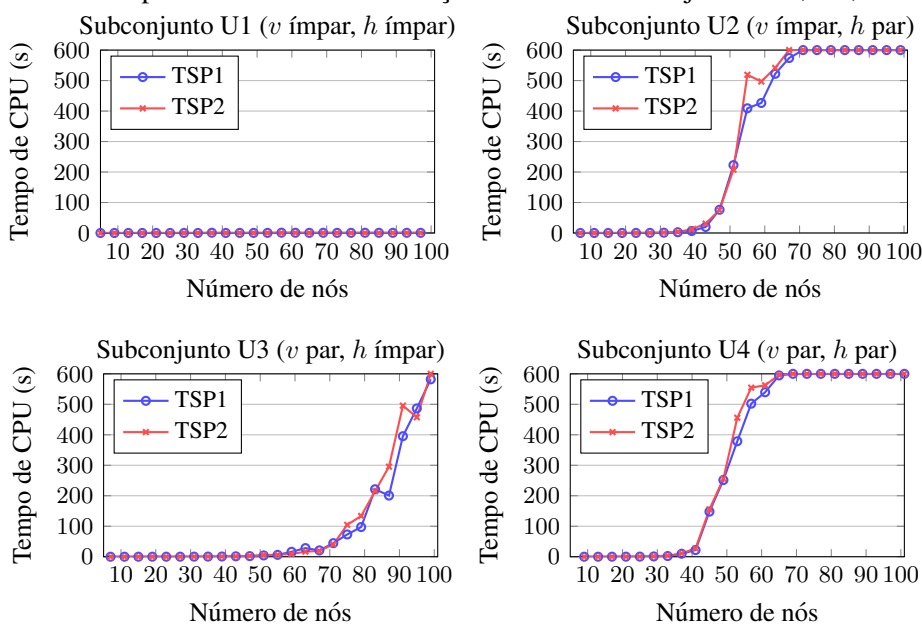 Subconjunto U1 (v ímpar, h ímpar)
Tempo de CPU (s)
600
500
400
300
200
100
0
TSP1
TSP2
10 20 30 40 50 60 70 80 90 100
Número de nós
Subconjunto U2 (v ímpar, h par)
Tempo de CPU (s)
600
500
400
300
200
100
0
TSP1
TSP2
10 20 30 40 50 60 70 80 90 100
Número de nós
Subconjunto U3 (v par, h ímpar)
Tempo de CPU (s)
600
500
400
300
200
100
0
TSP1
TSP2
10 20 30 40 50 60 70 80 90 100
Número de nós
Subconjunto U4 (v par, h par)
Tempo de CPU (s)
600
500
400
300
200
100
0
TSP1
TSP2
10 20 30 40 50 60 70 80 90 100
Número de nós